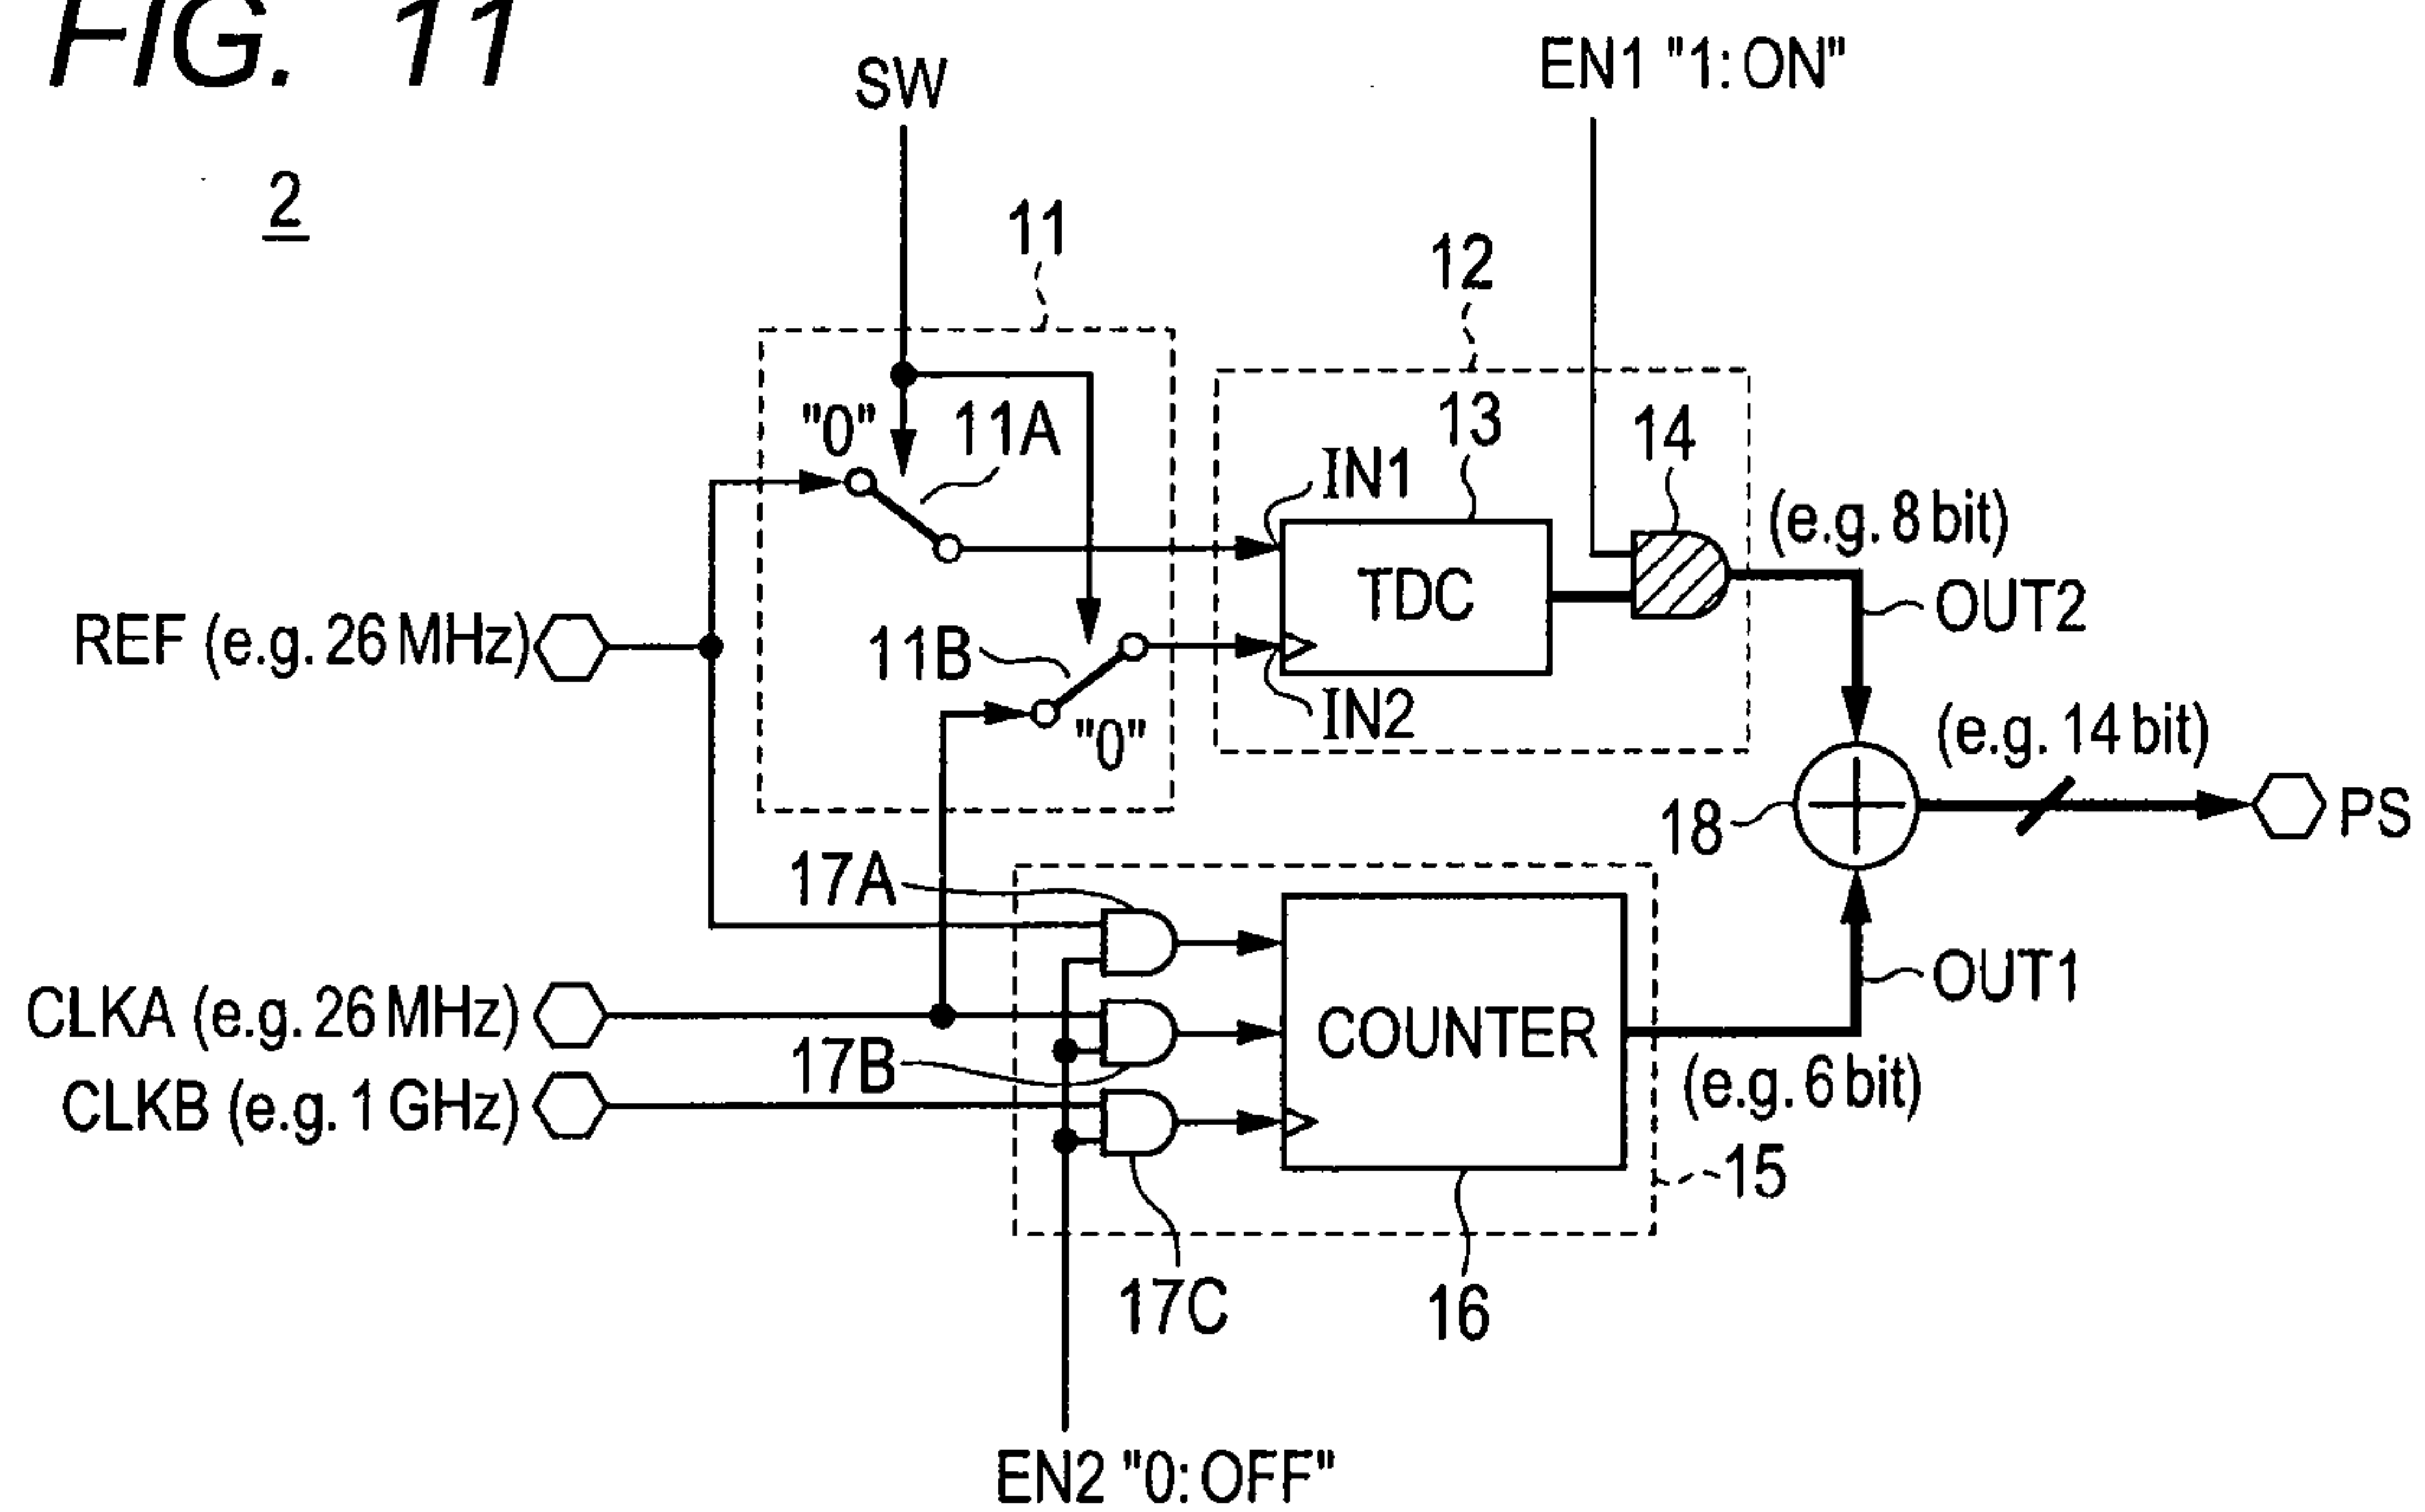 FIG. 11
2
SW
EN1 "1: ON"
11
12
"0"
11A
13
14
IN1
(e.g. 8 bit)
TDC
OUT2
REF (e.g. 26 MHz)
11B
IN2
"0"
(e.g. 14 bit)
18
PS
17A
OUT1
CLKA (e.g. 26 MHz)
COUNTER
17B
(e.g. 6 bit)
CLKB (e.g. 1 GHz)
15
17C
16
EN2 "0: OFF"